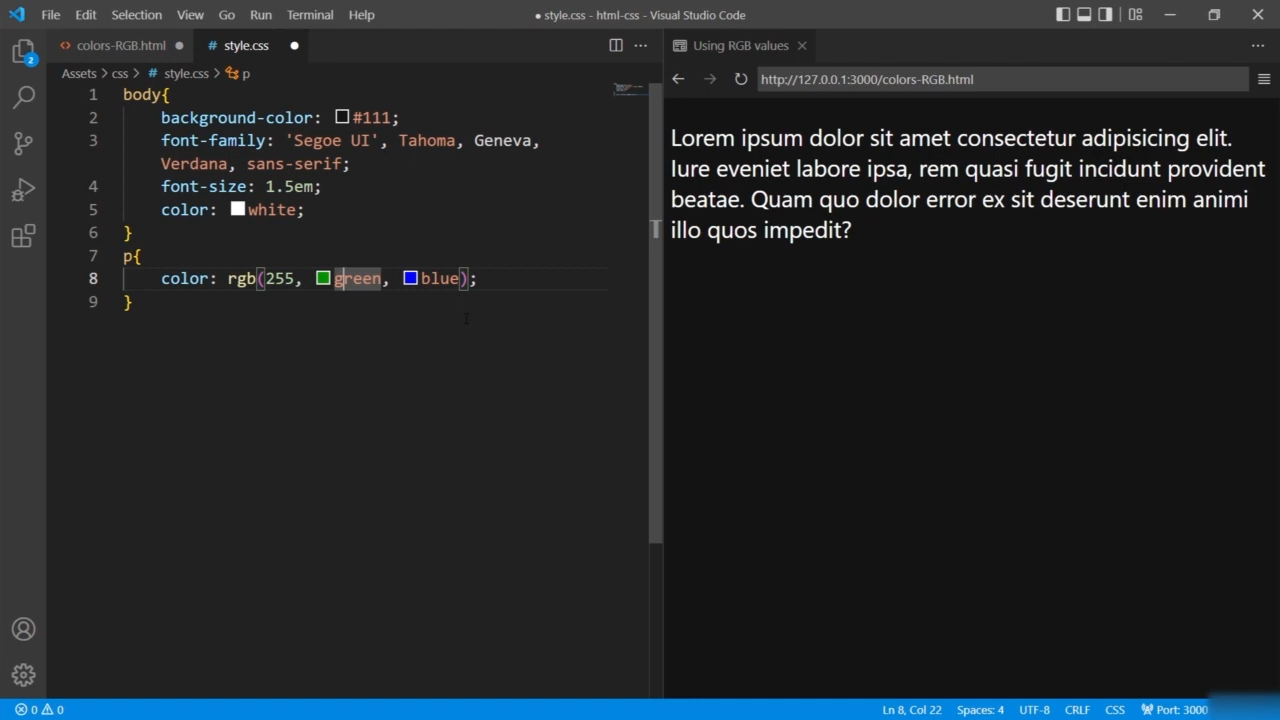 File Edit Selection View Go Run Terminal Help
● style.css - html-css - Visual Studio Code
colors-RGB.html
# style.css
Using RGB values
Assets > css > # style.css > p
http://127.0.0.1:3000/colors-RGB.html
2
1 body{
2 background-color: #111;
3 font-family: 'Segoe UI', Tahoma, Geneva,
Verdana, sans-serif;
4 font-size: 1.5em;
5 color: white;
6 }
7 p{
8 color: rgb(255, green, blue);
9 }
Lorem ipsum dolor sit amet consectetur adipisicing elit.
Iure eveniet labore ipsa, rem quasi fugit incidunt provident
beatae. Quam quo dolor error ex sit deserunt enim animi
illo quos impedit?
0 0
Ln 8, Col 22 Spaces: 4 UTF-8 CRLF CSS Port: 3000